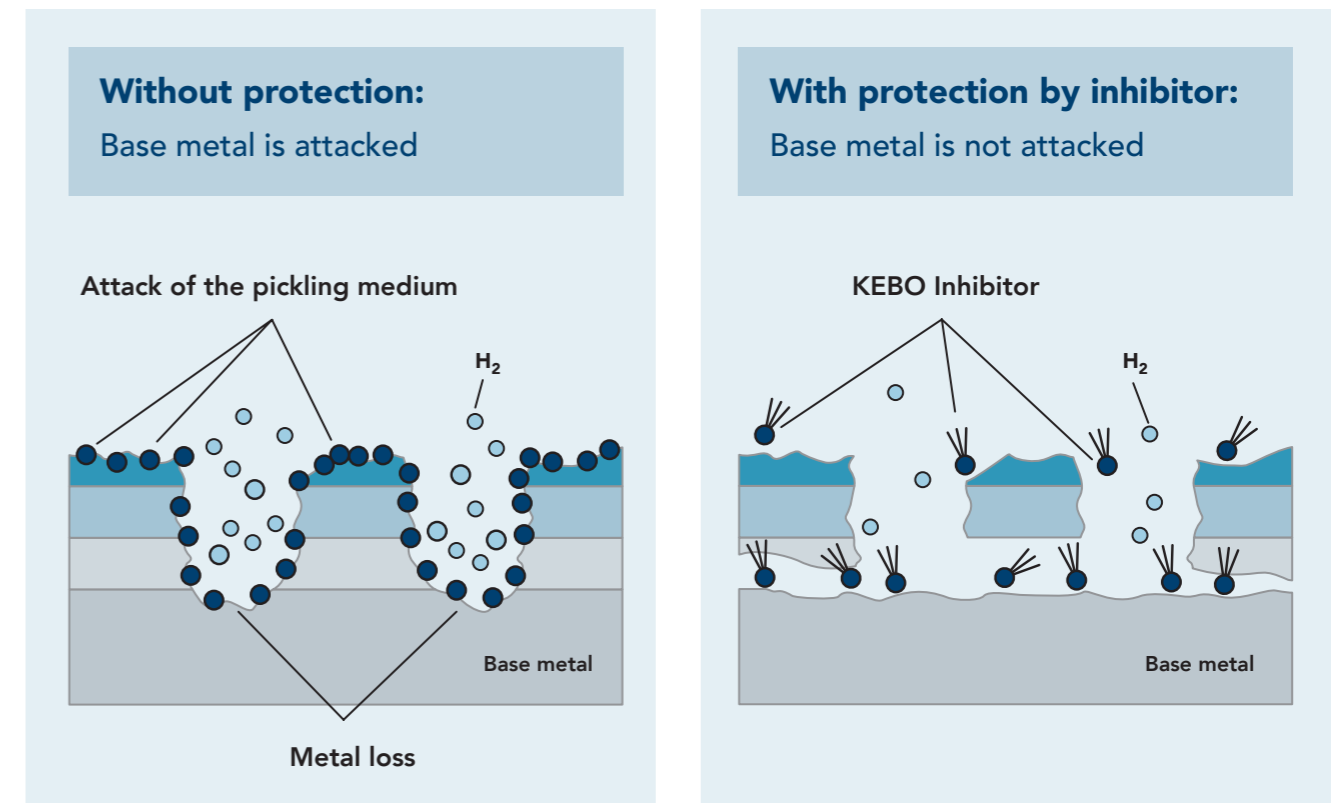 Without protection:
Base metal is attacked
Attack of the pickling medium
H₂
Base metal
Metal loss
With protection by inhibitor:
Base metal is not attacked
KEBO Inhibitor
H₂
Base metal